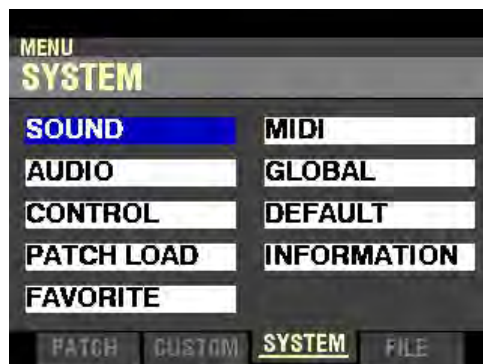 MENU
SYSTEM
SOUND
MIDI
AUDIO
GLOBAL
CONTROL
DEFAULT
PATCH LOAD
INFORMATION
FAVORITE
PATCH
CUSTOM
SYSTEM
FILE